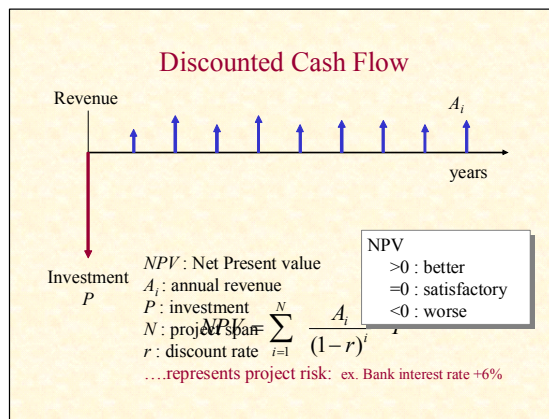 Discounted Cash Flow
Revenue
A_i
years
Investment
P
NPV : Net Present value
A_i : annual revenue
P : investment
N : project span
r : discount rate
NPV = \sum_{i=1}^{N} \frac{A_i}{(1-r)^i}
….represents project risk: ex. Bank interest rate +6%
NPV
>0 : better
=0 : satisfactory
<0 : worse